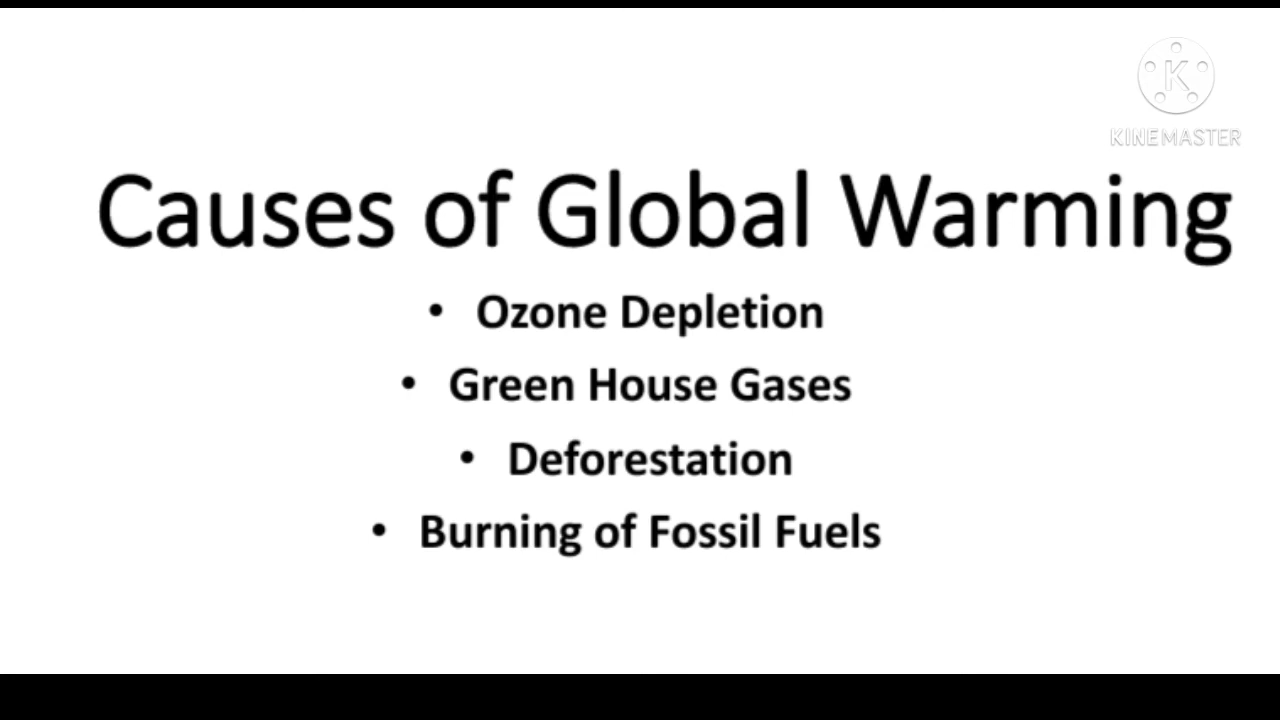 K
KINEMASTER
Causes of Global Warming
• Ozone Depletion
• Green House Gases
• Deforestation
• Burning of Fossil Fuels